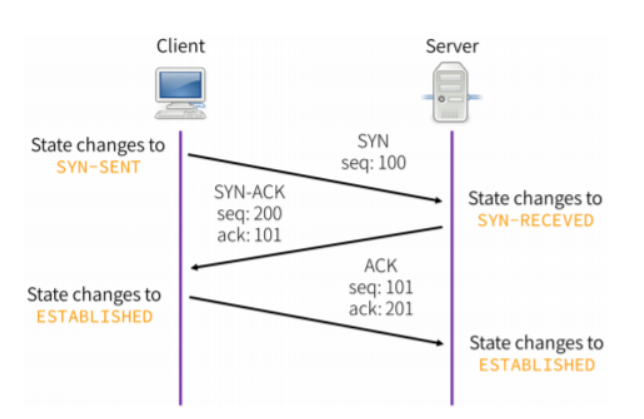 Client
Server
State changes to
SYN-SENT
SYN
seq: 100
SYN-ACK
seq: 200
ack: 101
State changes to
SYN-RECEVED
ACK
seq: 101
ack: 201
State changes to
ESTABLISHED
State changes to
ESTABLISHED